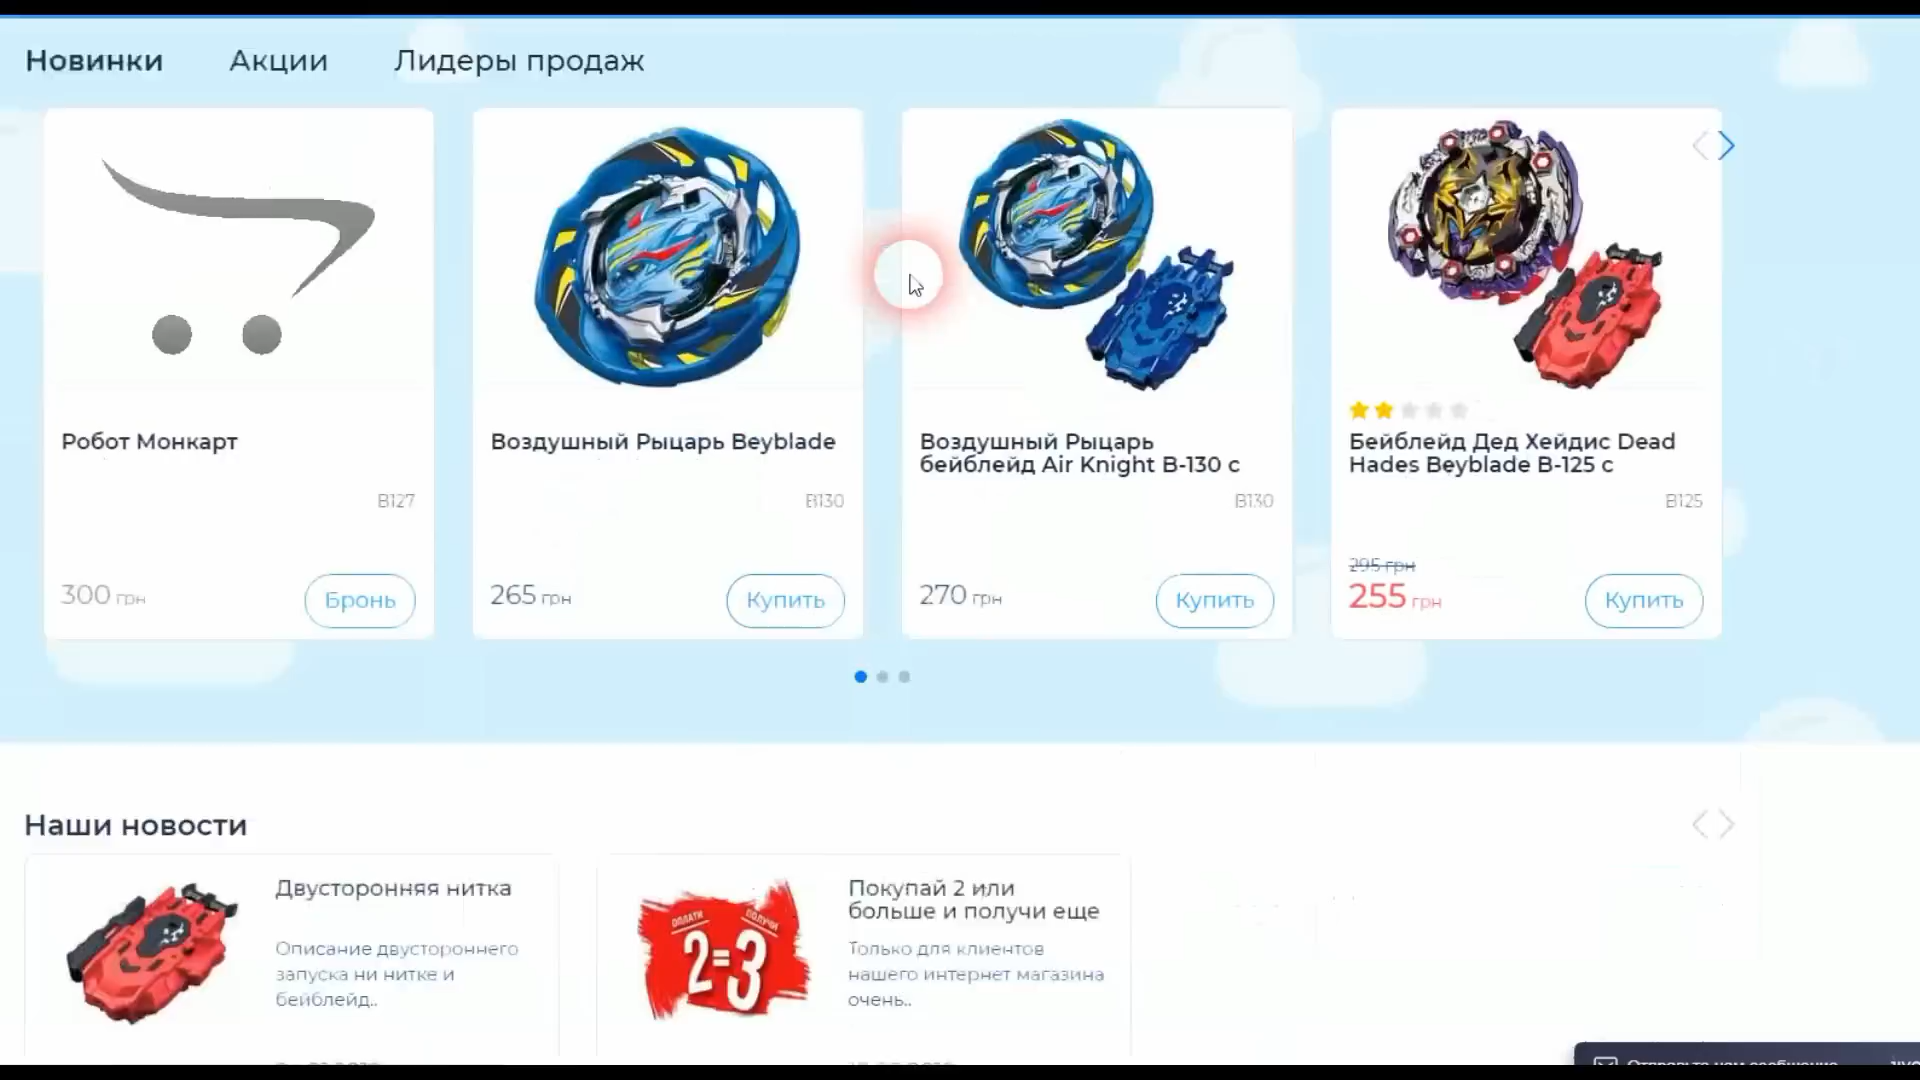 Новинки
Акции
Лидеры продаж
Робот Монкарт
B127
300 грн
Бронь
Воздушный Рыцарь Beyblade
B130
265 грн
Купить
Воздушный Рыцарь
бейблейд Air Knight B-130 с
B130
270 грн
Купить
Бейблейд Дед Хейдис Dead
Hades Beyblade B-125 с
B125
295 грн
255 грн
Купить
Наши новости
Двусторонняя нитка
Описание двустороннего
запуска ни нитке и
бейблейд..
ОПЛАТИ
ПОЛУЧИ
2=3
Покупай 2 или
больше и получи еще
Только для клиентов
нашего интернет магазина
очень..
Отправьте нам сообщение